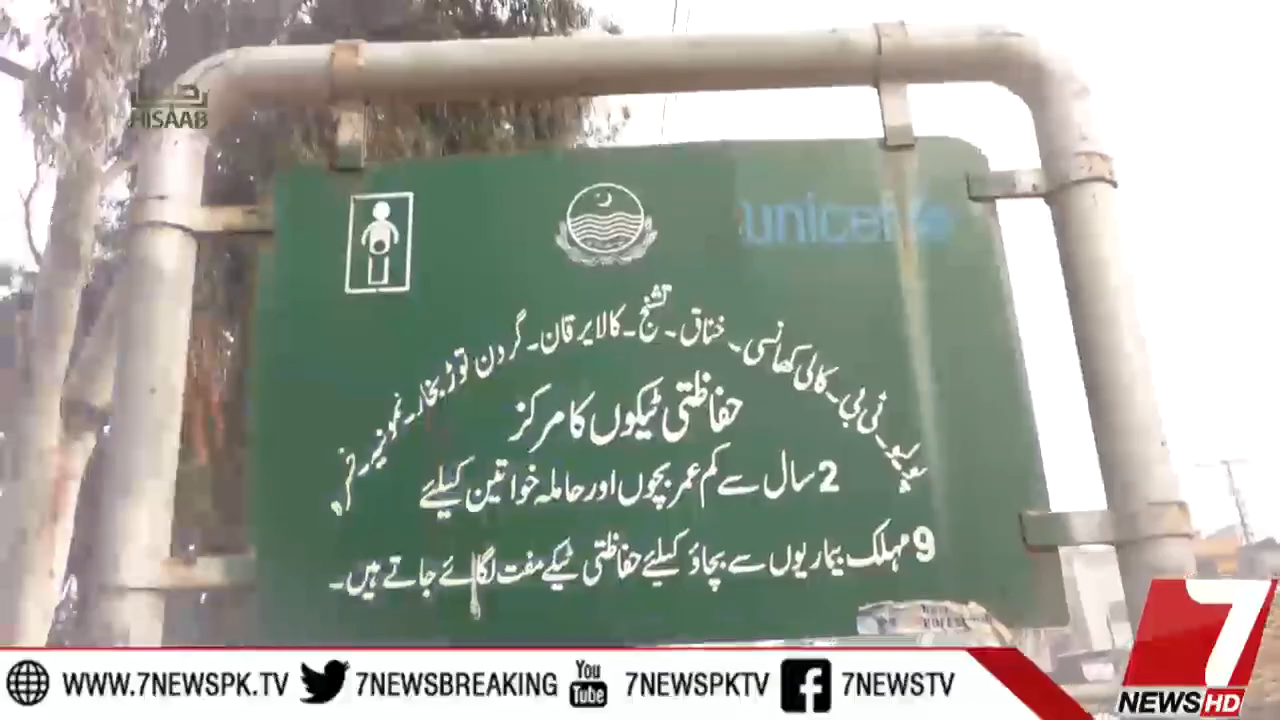 حساب
HISAAB
unicef
پولیو۔ ٹی بی۔ کالی کھانسی۔ خناق۔ تشنج۔ کالا یرقان۔ گردن توڑ بخار۔ نمونیہ۔ خسرہ
حفاظتی ٹیکوں کا مرکز
2 سال سے کم عمر بچوں اور حاملہ خواتین کیلئے
9 مہلک بیماریوں سے بچاؤ کیلئے حفاظتی ٹیکے مفت لگائے جاتے ہیں۔
WWW.7NEWSPK.TV 7NEWSBREAKING You Tube 7NEWSPKTV f 7NEWSTV
7 NEWS HD